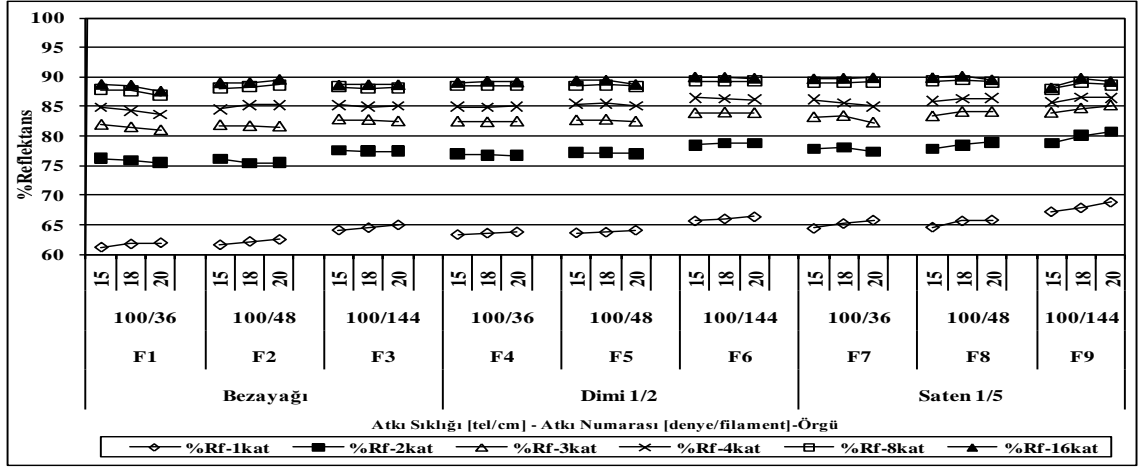 100
95
90
85
80
75
70
65
60
%Reflektans
15 18 20 15 18 20 15 18 20 15 18 20 15 18 20 15 18 20 15 18 20 15 18 20 15 18 20
100/36 100/48 100/144 100/36 100/48 100/144 100/36 100/48 100/144
F1 F2 F3 F4 F5 F6 F7 F8 F9
Bezayağı Dimi 1/2 Saten 1/5
Atkı Sıklığı [tel/cm] - Atkı Numarası [denye/filament]-Örgü
%Rf-1kat %Rf-2kat %Rf-3kat %Rf-4kat %Rf-8kat %Rf-16kat